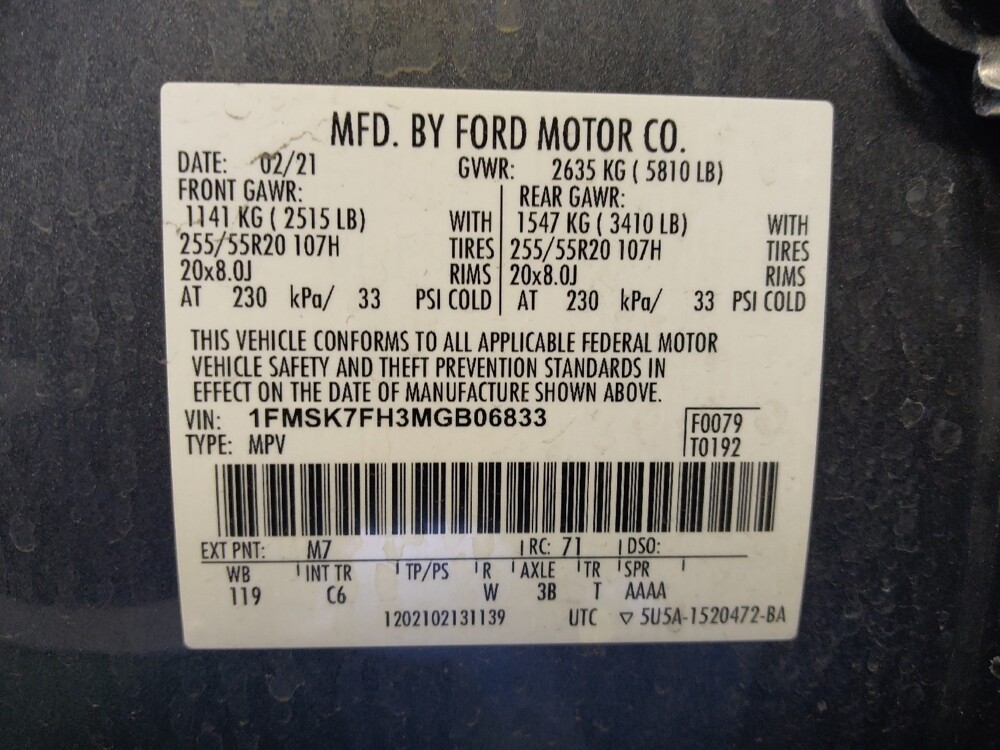 MFD. BY FORD MOTOR CO.
DATE: 02/21 GVWR: 2635 KG ( 5810 LB)
FRONT GAWR: REAR GAWR:
1141 KG ( 2515 LB) WITH 1547 KG ( 3410 LB) WITH
255/55R20 107H TIRES 255/55R20 107H TIRES
20x8.0J RIMS 20x8.0J RIMS
AT 230 kPa/ 33 PSI COLD AT 230 kPa/ 33 PSI COLD
THIS VEHICLE CONFORMS TO ALL APPLICABLE FEDERAL MOTOR
VEHICLE SAFETY AND THEFT PREVENTION STANDARDS IN
EFFECT ON THE DATE OF MANUFACTURE SHOWN ABOVE.
VIN: 1FMSK7FH3MGB06833 F0079
TYPE: MPV T0192
EXT PNT: M7 RC: 71 DSO:
WB INT TR TP/PS R AXLE TR SPR
119 C6 W 3B T AAAA
1202102131139 UTC ▽ 5U5A-1520472-BA